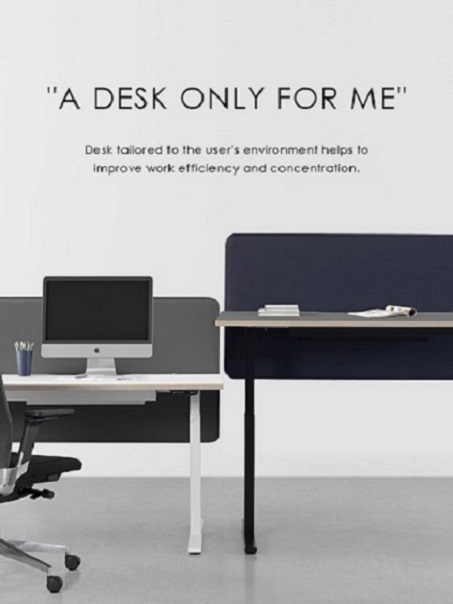 "A DESK ONLY FOR ME"
Desk tailored to the user's environment helps to
improve work efficiency and concentration.